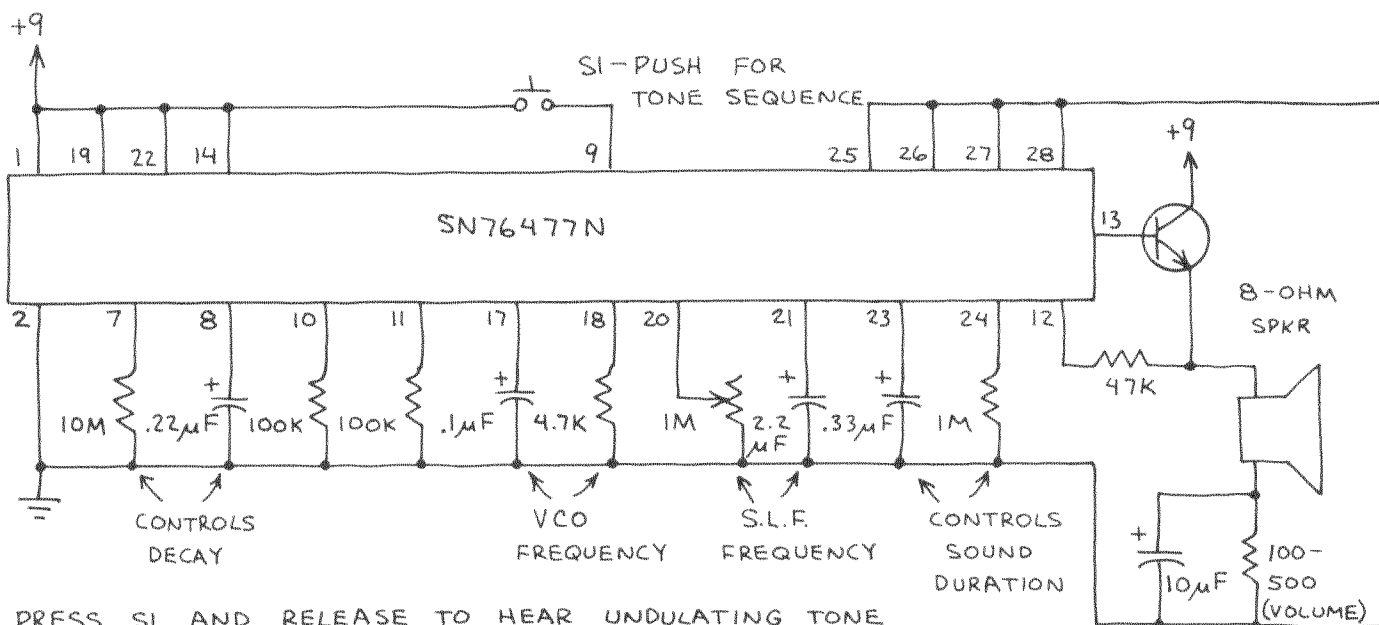 +9
S1-PUSH FOR
TONE SEQUENCE
+9
1 19 22 14 9 25 26 27 28
SN76477N
13
2 7 8 10 11 17 18 20 21 23 24 12
8-OHM
SPKR
47K
+ + + +
10M .22µF 100K 100K .1µF 4.7K 1M 2.2 µF .33µF 1M
CONTROLS
DECAY
VCO
FREQUENCY
S.L.F.
FREQUENCY
CONTROLS
SOUND
DURATION
+
10µF
100-
500
(VOLUME)
PRESS S1 AND RELEASE TO HEAR UNDULATING TONE